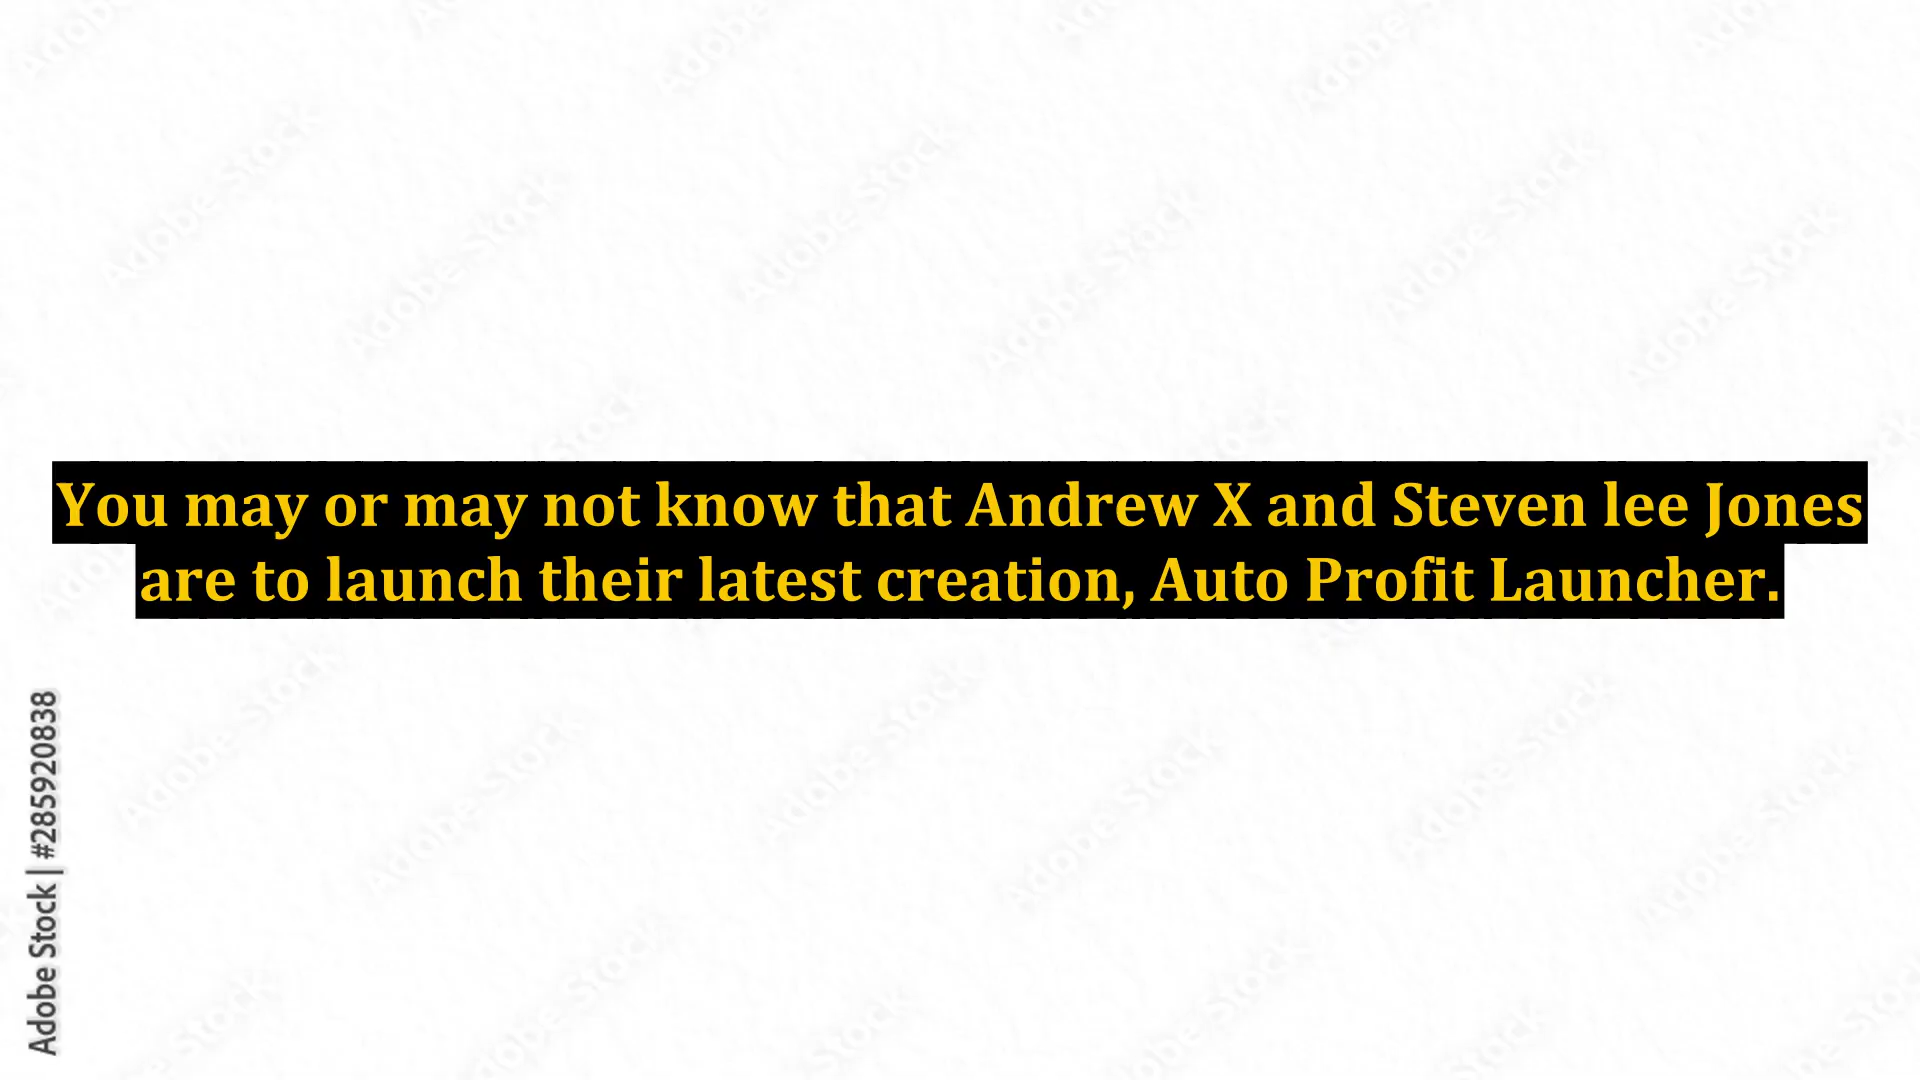 You may or may not know that Andrew X and Steven lee Jones
are to launch their latest creation, Auto Profit Launcher.
Adobe Stock | #285920838